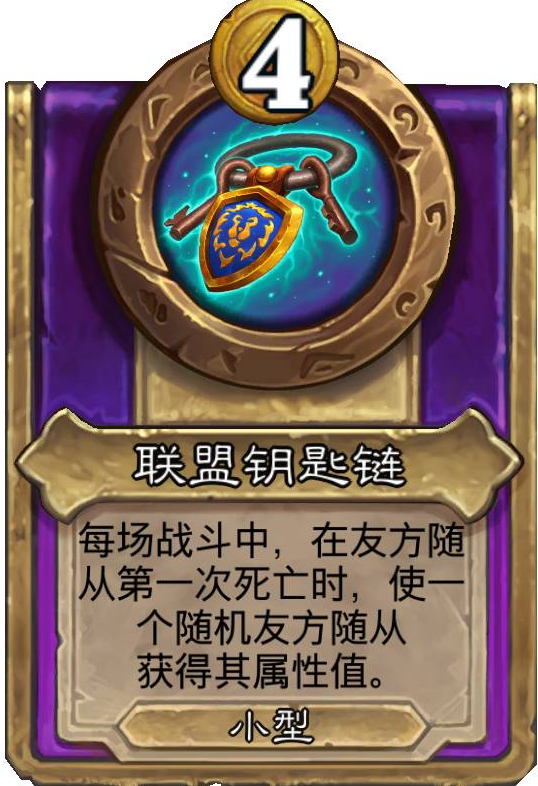 4
联盟钥匙链
每场战斗中，在友方随
从第一次死亡时，使一
个随机友方随从
获得其属性值。
小型